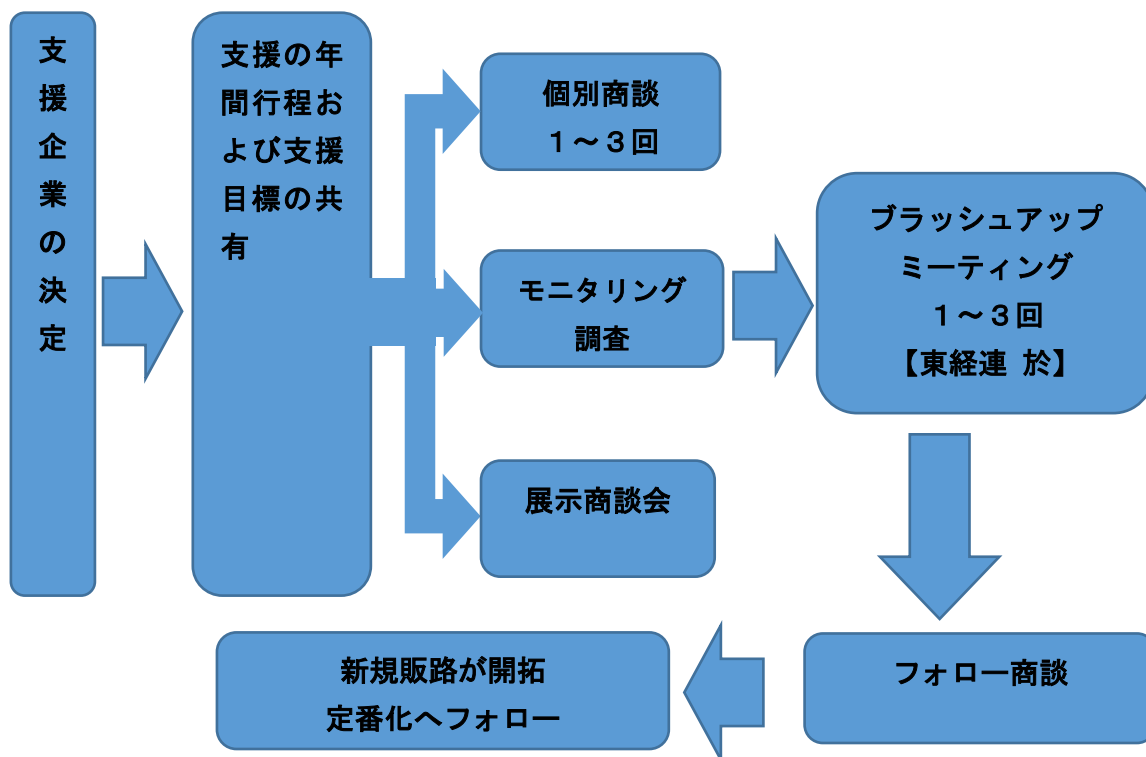 支援企業の決定
支援の年
間行程お
よび支援
目標の共
有
個別商談
１～３回
モニタリング
調査
展示商談会
ブラッシュアップ
ミーティング
１～３回
【東経連 於】
フォロー商談
新規販路が開拓
定番化へフォロー